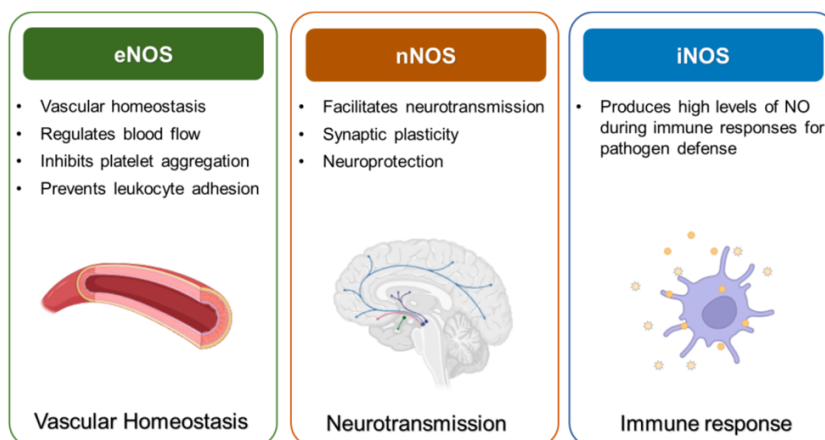 eNOS
• Vascular homeostasis
• Regulates blood flow
• Inhibits platelet aggregation
• Prevents leukocyte adhesion
Vascular Homeostasis
nNOS
• Facilitates neurotransmission
• Synaptic plasticity
• Neuroprotection
Neurotransmission
iNOS
• Produces high levels of NO
during immune responses for
pathogen defense
Immune response